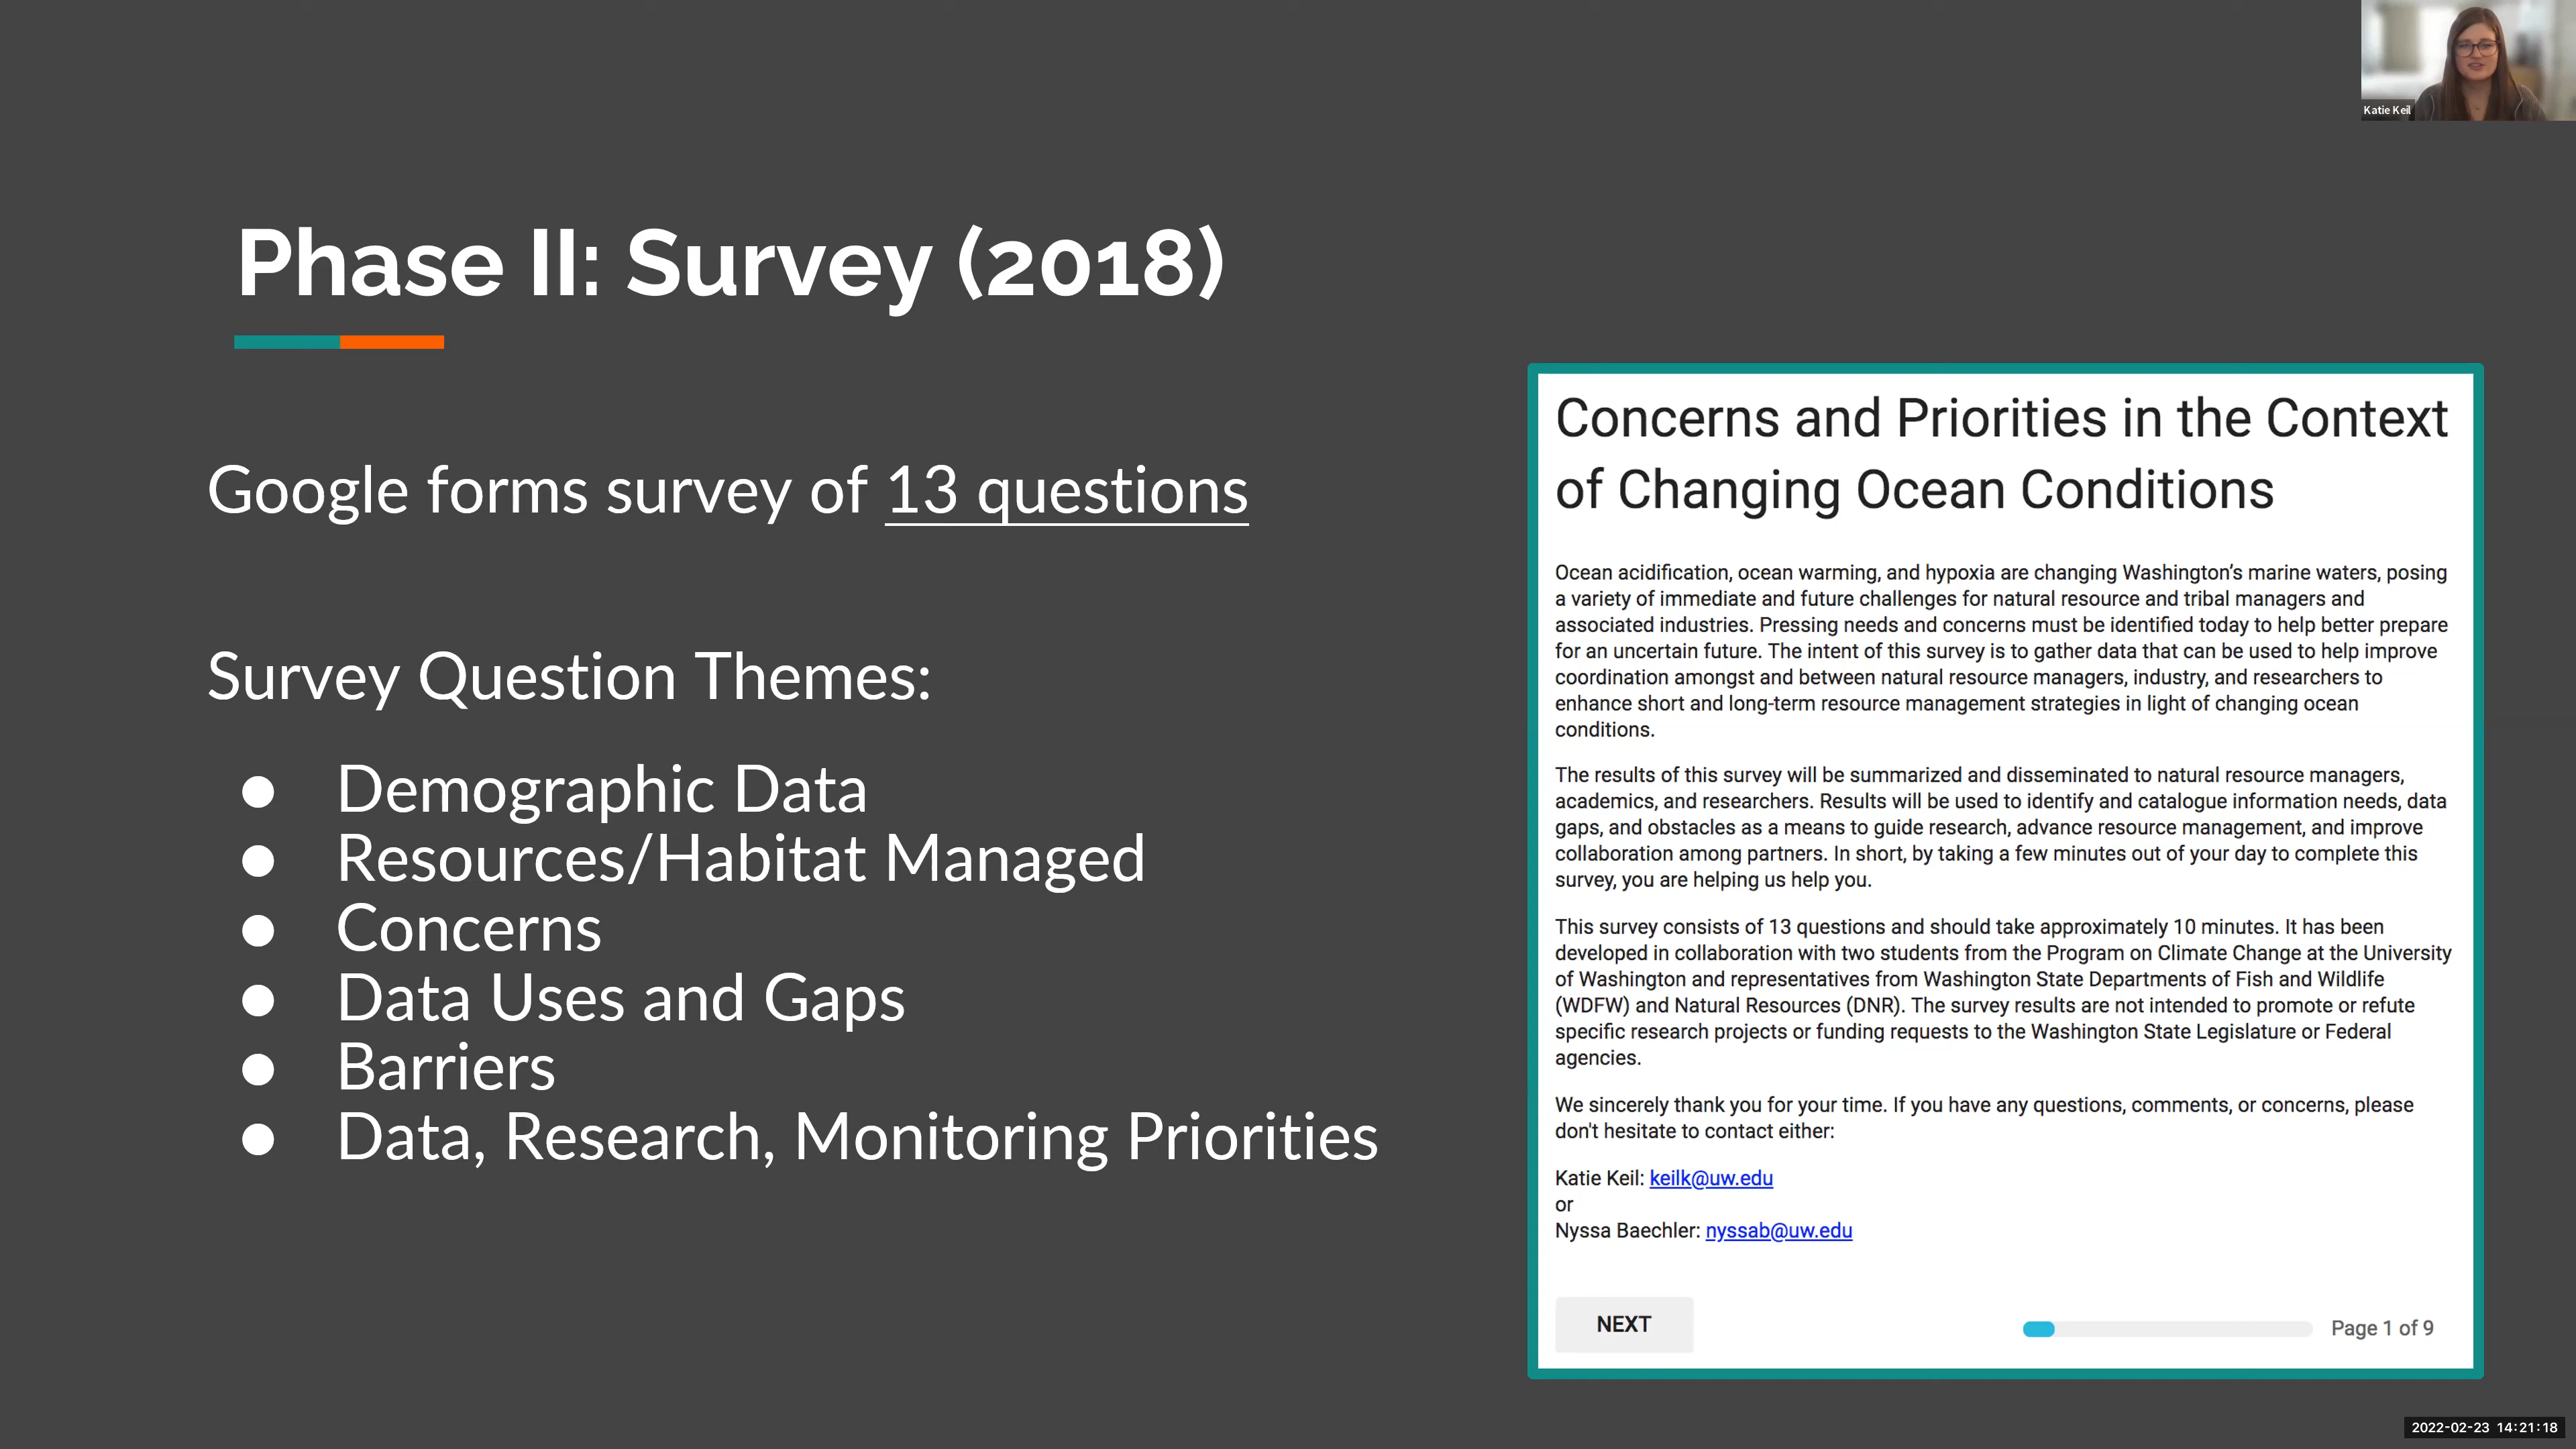 Katie Keil
Phase II: Survey (2018)
Google forms survey of 13 questions
Survey Question Themes:
● Demographic Data
● Resources/Habitat Managed
● Concerns
● Data Uses and Gaps
● Barriers
● Data, Research, Monitoring Priorities
Concerns and Priorities in the Context
of Changing Ocean Conditions
Ocean acidification, ocean warming, and hypoxia are changing Washington's marine waters, posing
a variety of immediate and future challenges for natural resource and tribal managers and
associated industries. Pressing needs and concerns must be identified today to help better prepare
for an uncertain future. The intent of this survey is to gather data that can be used to help improve
coordination amongst and between natural resource managers, industry, and researchers to
enhance short and long-term resource management strategies in light of changing ocean
conditions.
The results of this survey will be summarized and disseminated to natural resource managers,
academics, and researchers. Results will be used to identify and catalogue information needs, data
gaps, and obstacles as a means to guide research, advance resource management, and improve
collaboration among partners. In short, by taking a few minutes out of your day to complete this
survey, you are helping us help you.
This survey consists of 13 questions and should take approximately 10 minutes. It has been
developed in collaboration with two students from the Program on Climate Change at the University
of Washington and representatives from Washington State Departments of Fish and Wildlife
(WDFW) and Natural Resources (DNR). The survey results are not intended to promote or refute
specific research projects or funding requests to the Washington State Legislature or Federal
agencies.
We sincerely thank you for your time. If you have any questions, comments, or concerns, please
don't hesitate to contact either:
Katie Keil: keilk@uw.edu
or
Nyssa Baechler: nyssab@uw.edu
NEXT
Page 1 of 9
2022-02-23 14:21:18